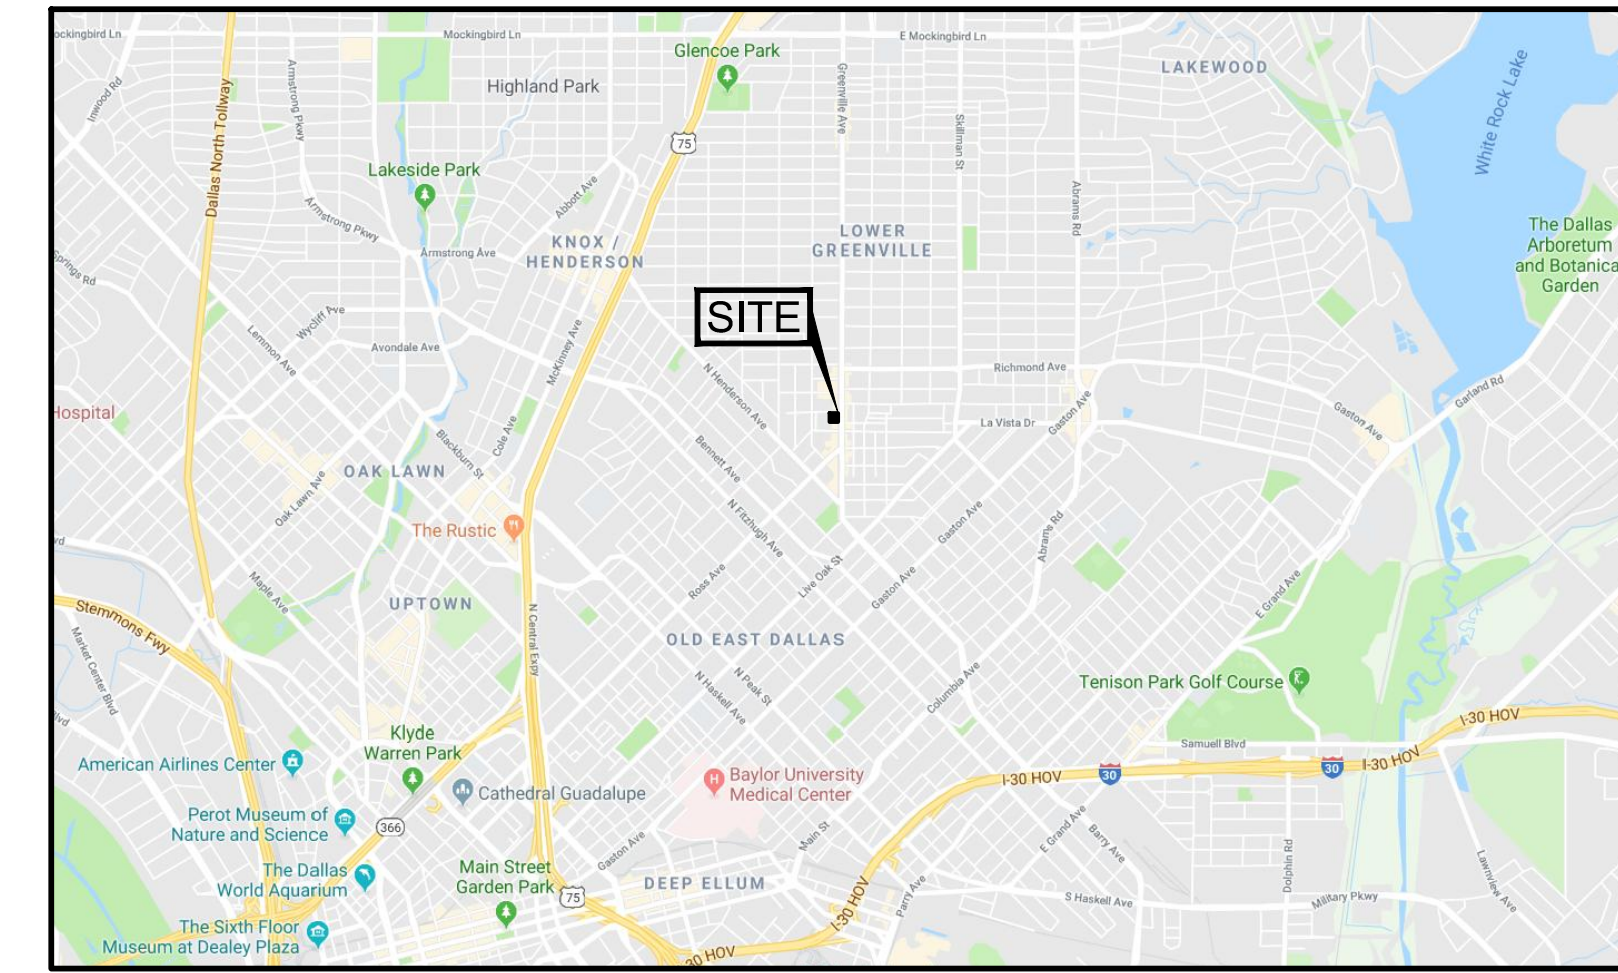 ockingbird Ln
Mockingbird Ln
E Mockingbird Ln
Glencoe Park
LAKEWOOD
Highland Park
Inwood Rd
Dallas North Tollway
Armstrong Pkwy
Greenville Ave
White Rock Lake
75
Skillman St
Lakeside Park
Abbott Ave
Abrams Rd
Armstrong Pkwy
LOWER
GREENVILLE
The Dallas
Arboretum
and Botanica
Garden
KNOX /
HENDERSON
Armstrong Ave
Springs Rd
SITE
Wycliff Ave
Lemmon Ave
Avondale Ave
McKinney Ave
N Henderson Ave
Richmond Ave
Garland Rd
Hospital
Cole Ave
La Vista Dr
Gaston Ave
Gaston Ave
Blackburn St
Bennett Ave
OAK LAWN
Oak Lawn Ave
The Rustic
N Fitzhugh Ave
Gaston Ave
Abrams Rd
vd
Maple Ave
Ross Ave
Live Oak St
Gaston Ave
E Grand Ave
UPTOWN
Stemmons Fwy
N Central Expy
OLD EAST DALLAS
Market Center Blvd
N Haskell Ave
N Peak St
Columbia Ave
Tenison Park Golf Course
lvd
Klyde
Warren Park
I-30 HOV
Samuell Blvd
American Airlines Center
Baylor University
Medical Center
I-30 HOV
30
30
I-30 HOV
Cathedral Guadalupe
Perot Museum of
Nature and Science
366
Gaston Ave
Main St
E Grand Ave
Barry Ave
Dolphin Rd
Lawnview Ave
The Dallas
World Aquarium
Main Street
Garden Park
75
DEEP ELLUM
I-30 HOV
Parry Ave
S Haskell Ave
Military Pkwy
The Sixth Floor
Museum at Dealey Plaza
30 HOV